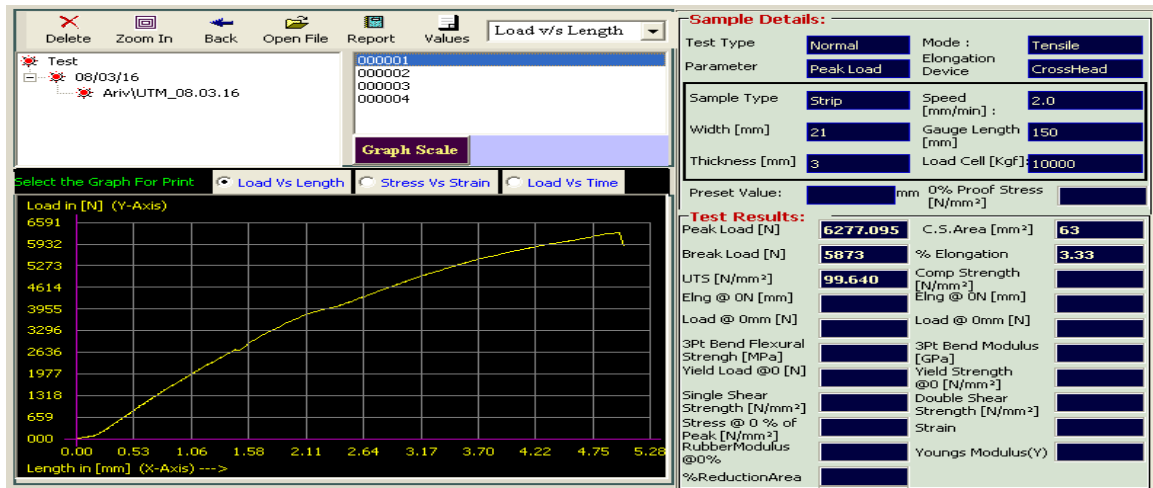 Delete Zoom In Back Open File Report Values Load v/s Length
Test
08/03/16
Ariv\UTM_08.03.16
000001
000002
000003
000004
Graph Scale
Select the Graph For Print Load Vs Length Stress Vs Strain Load Vs Time
Load in [N] (Y-Axis)
6591
5932
5273
4614
3955
3296
2636
1977
1318
659
000
0.00 0.53 1.06 1.58 2.11 2.64 3.17 3.70 4.22 4.75 5.28
Length in [mm] (X-Axis) --->
Sample Details:
Test Type Normal Mode : Tensile
Parameter Peak Load Elongation Device CrossHead
Sample Type Strip Speed [mm/min] : 2.0
Width [mm] 21 Gauge Length [mm] 150
Thickness [mm] 3 Load Cell [Kgf]: 10000
Preset Value: mm 0% Proof Stress [N/mm²]
Test Results:
Peak Load [N] 6277.095 C.S.Area [mm²] 63
Break Load [N] 5873 % Elongation 3.33
UTS [N/mm²] 99.640 Comp Strength [N/mm²]
Elng @ 0N [mm] Elng @ 0N [mm]
Load @ 0mm [N] Load @ 0mm [N]
3Pt Bend Flexural Strengh [MPa] 3Pt Bend Modulus [GPa]
Yield Load @0 [N] Yield Strength @0 [N/mm²]
Single Shear Strength [N/mm²] Double Shear Strength [N/mm²]
Stress @ 0 % of Peak [N/mm²] Strain
RubberModulus @0% Youngs Modulus(Y)
%ReductionArea